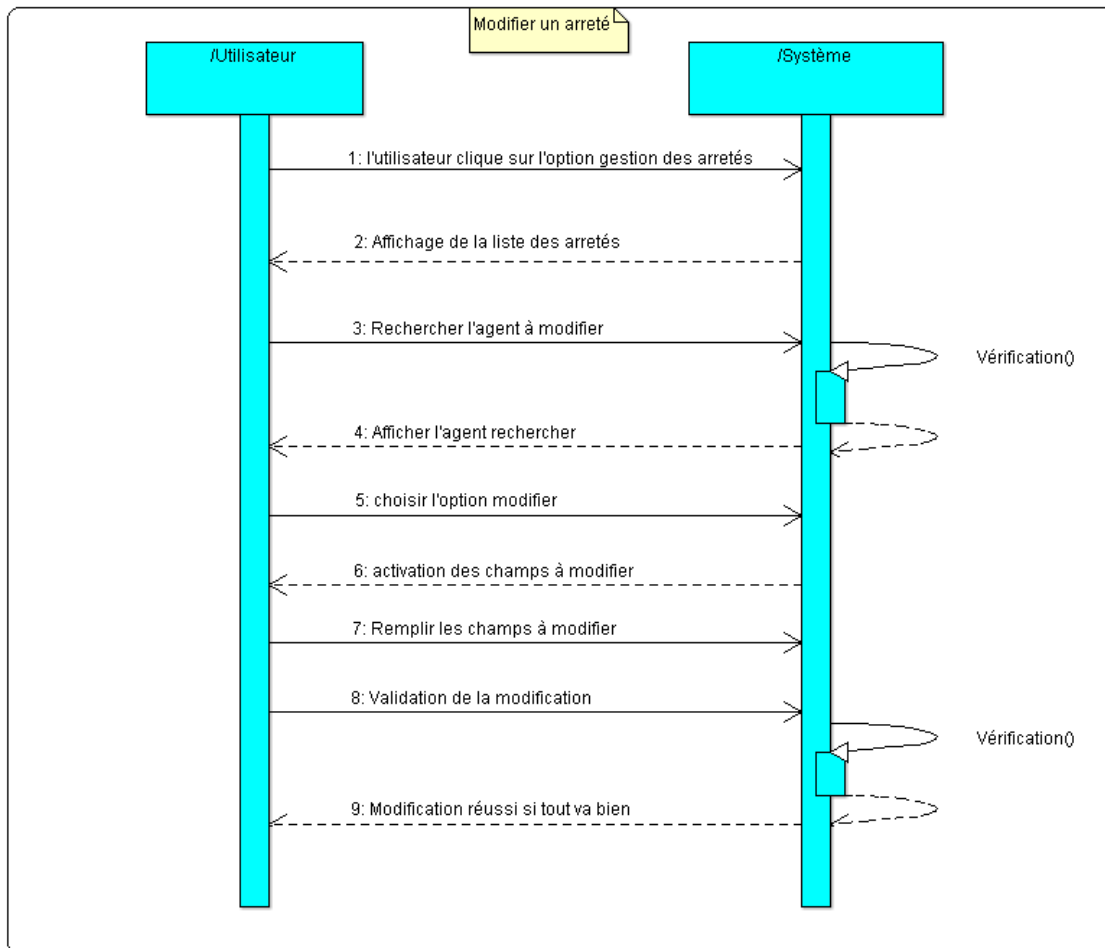 Modifier un arreté
/Utilisateur
/Système
1: l'utilisateur clique sur l'option gestion des arretés
2: Affichage de la liste des arretés
3: Rechercher l'agent à modifier
Vérification()
4: Afficher l'agent rechercher
5: choisir l'option modifier
6: activation des champs à modifier
7: Remplir les champs à modifier
8: Validation de la modification
Vérification()
9: Modification réussi si tout va bien